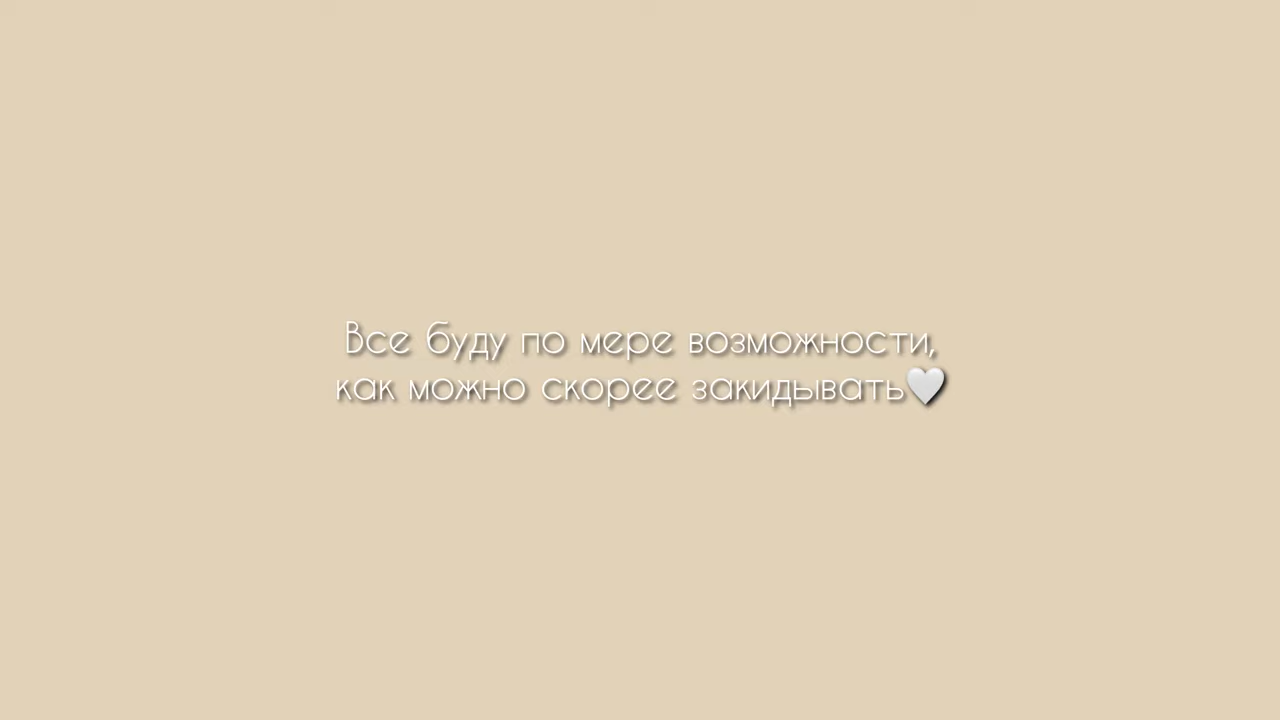 Все буду по мере возможности,
как можно скорее закидывать🤍